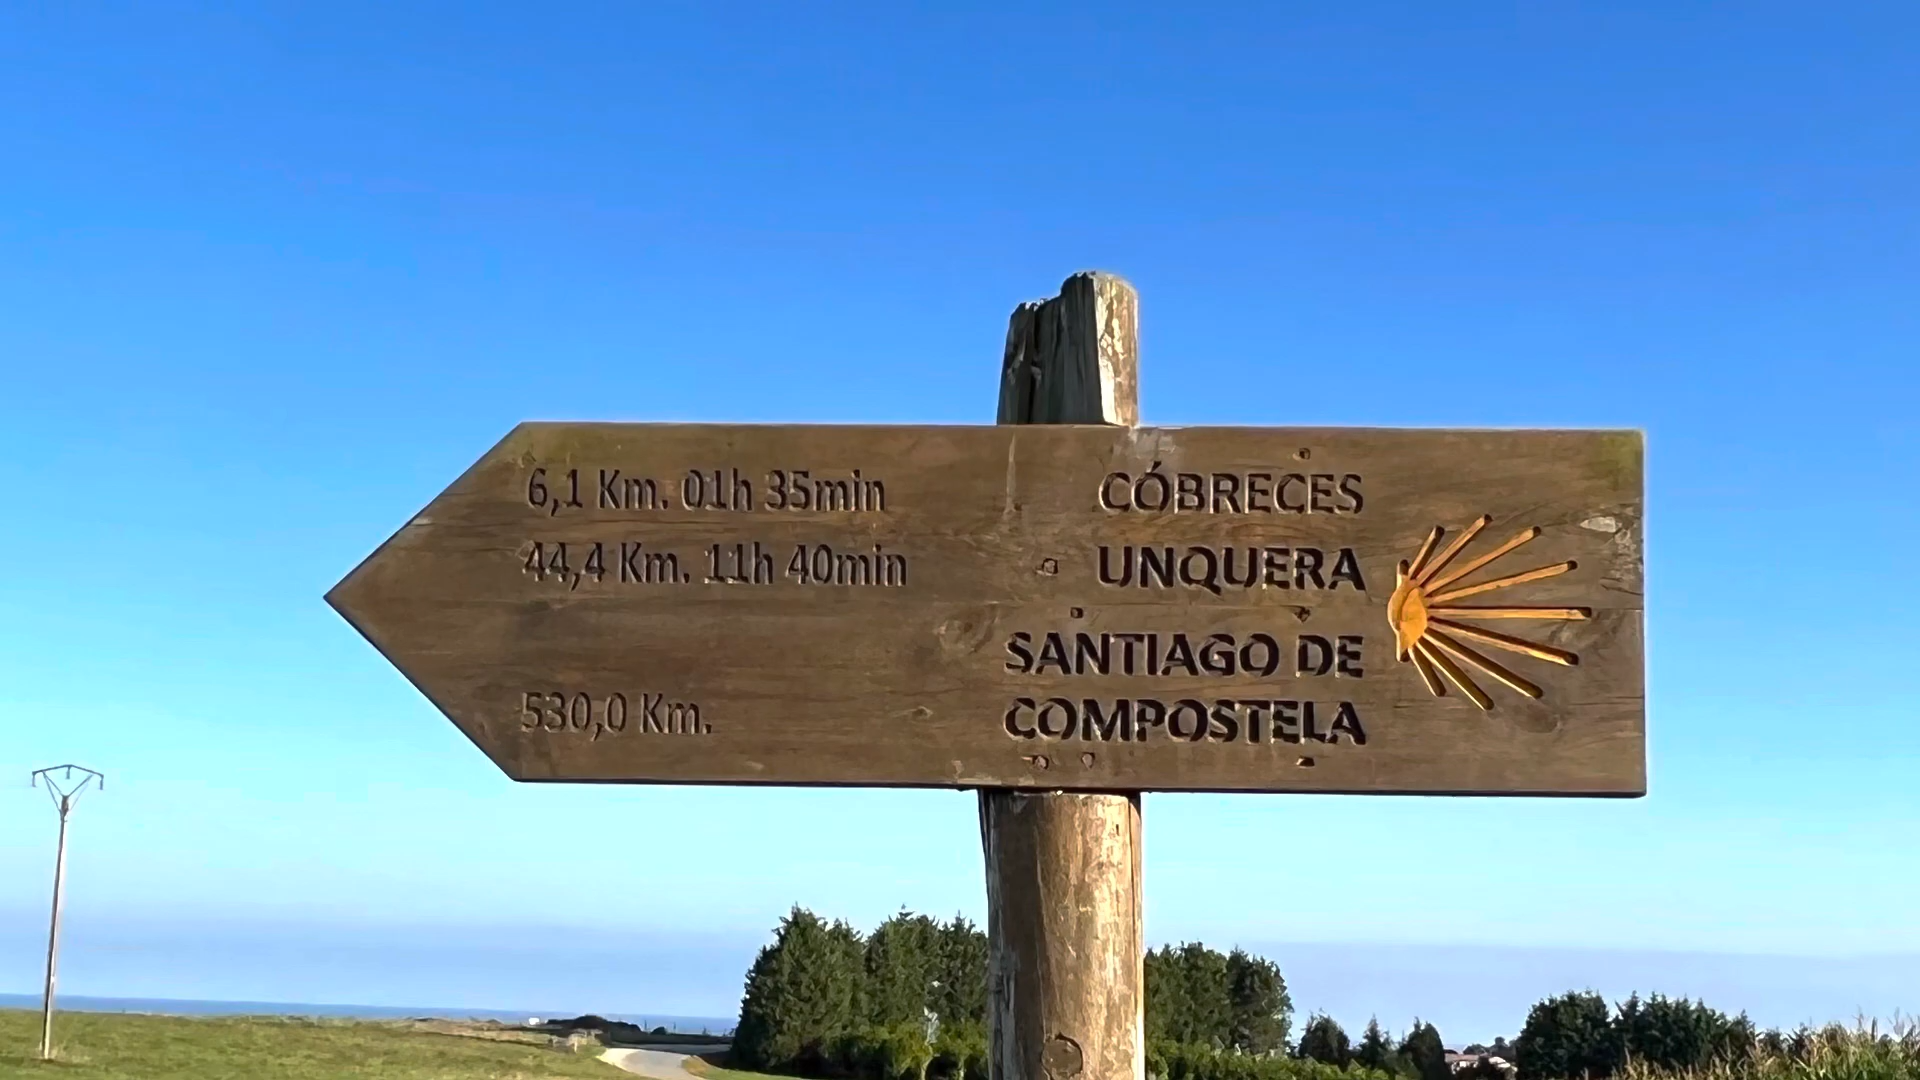 6,1 Km. 01h 35min CÓBRECES
44,4 Km. 11h 40min UNQUERA
SANTIAGO DE
530,0 Km. COMPOSTELA